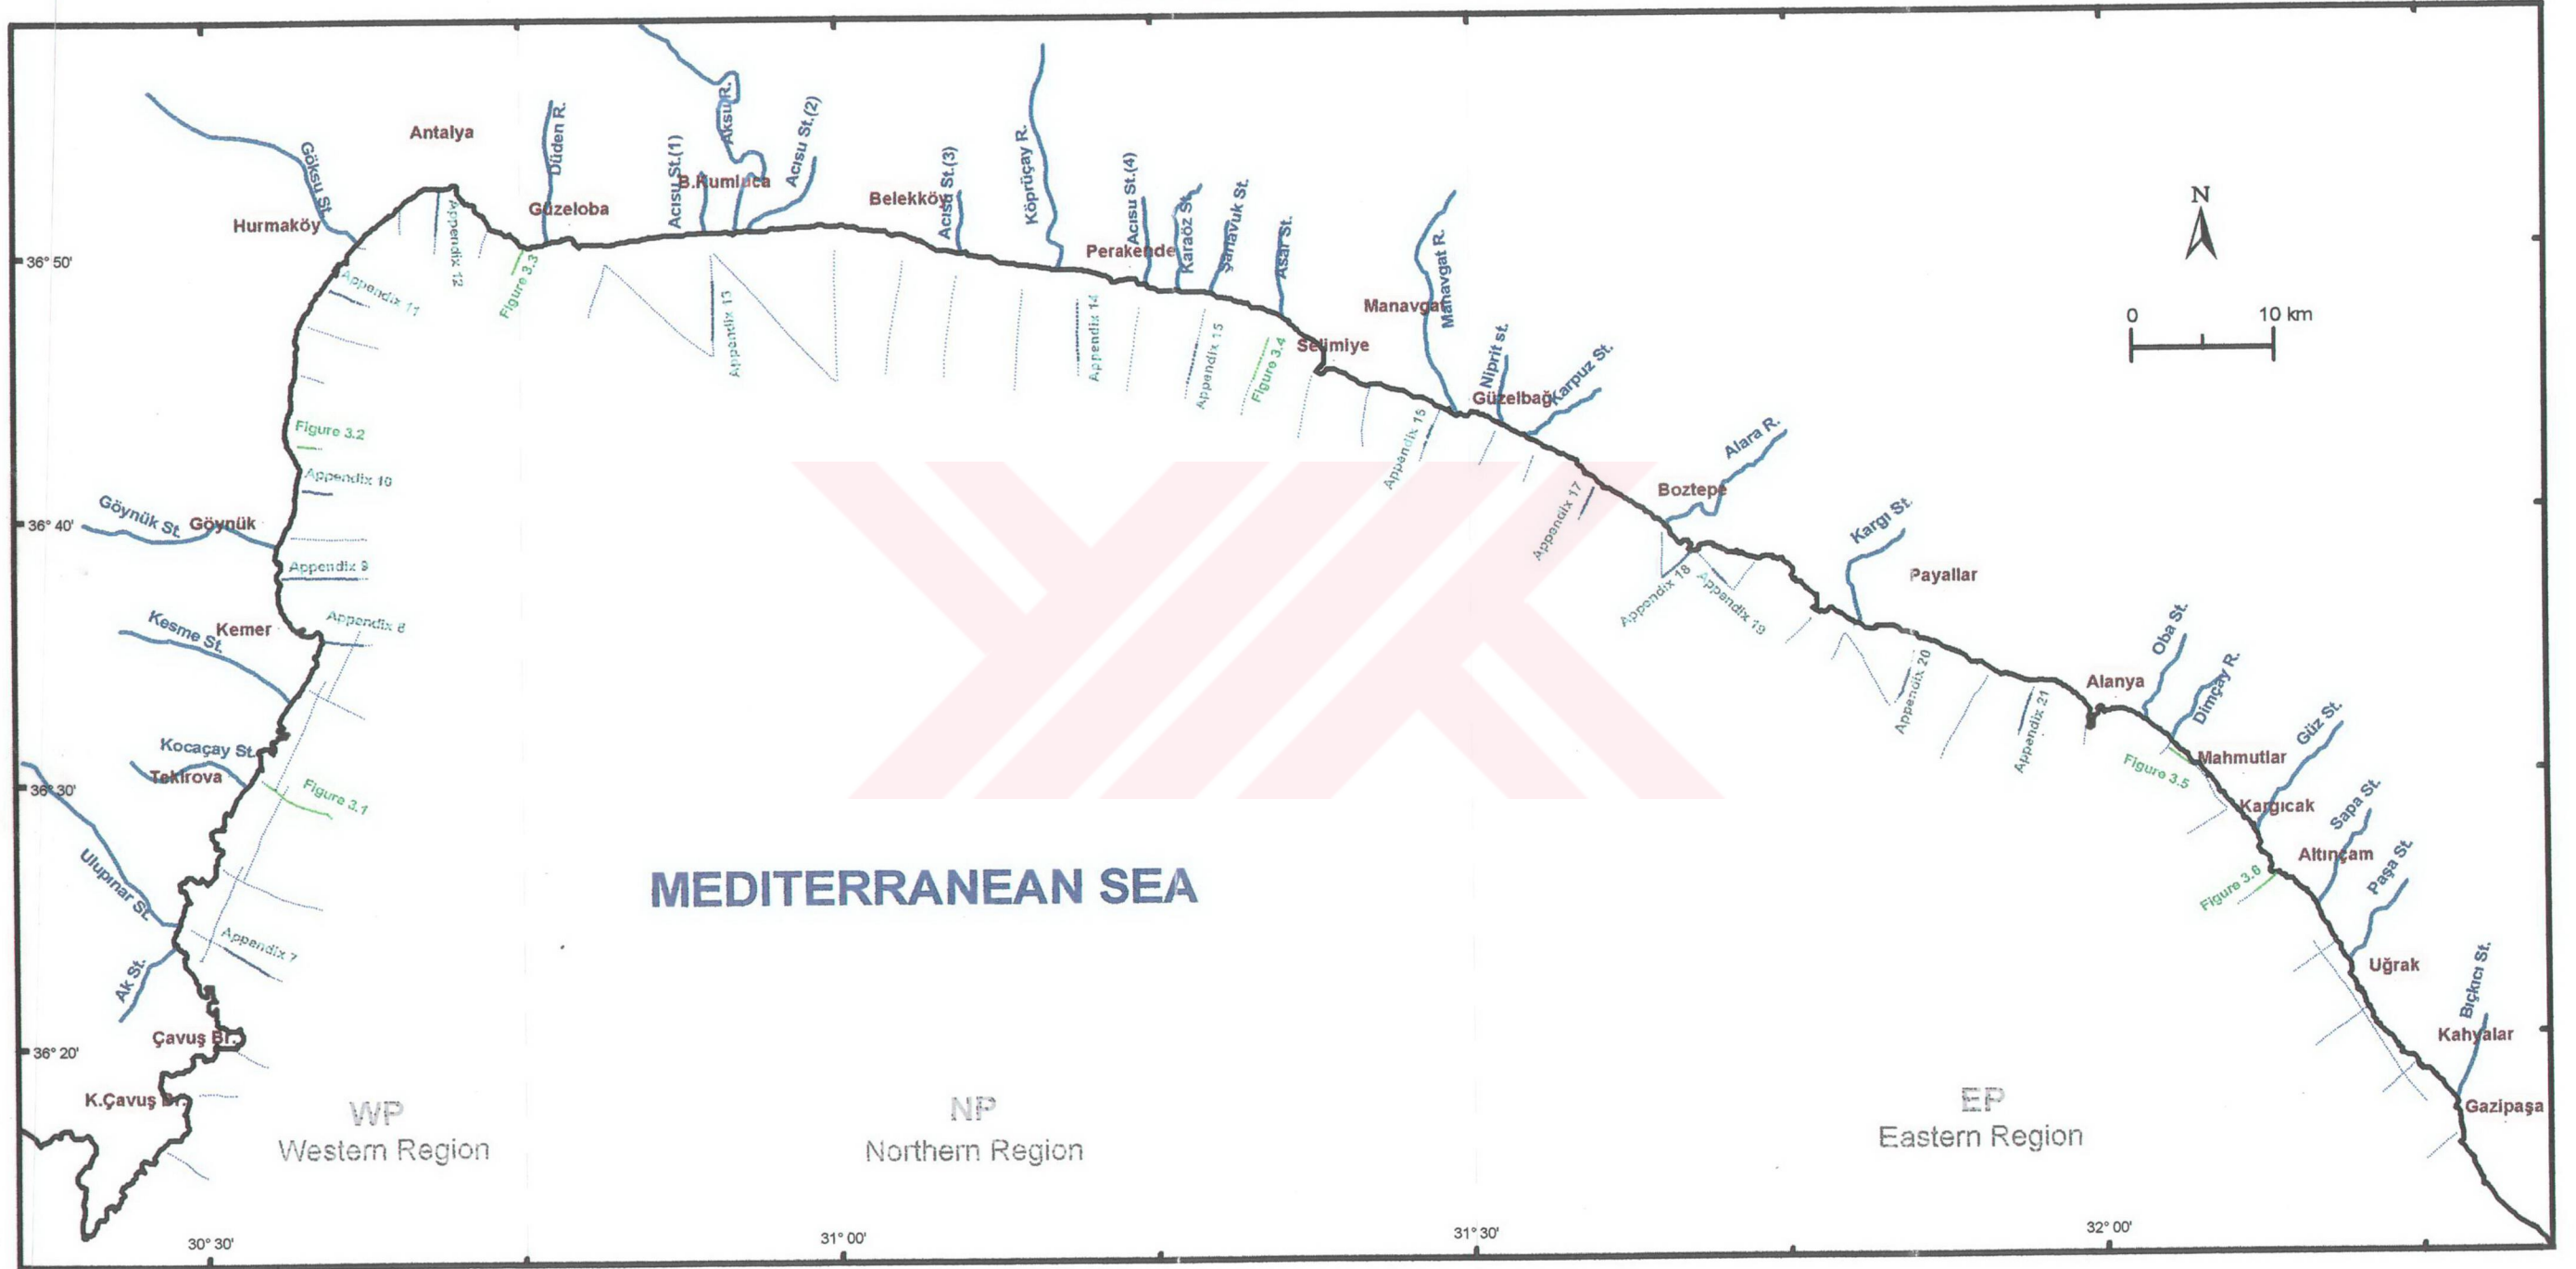 Antalya
Göksu St.
Hurmaköy
Düden R.
Güzeloba
Acısu St.(1)
Aksu R.
B.Kumluca
Acısu St.(2)
Belekköy
Acısu St.(3)
Köprüçay R.
Perakende
Acısu St.(4)
Karaöz St.
Şanavuk St.
Asar St.
Selimiye
Manavgat
Manavgat R.
Niprit st.
Güzelbağ
Karpuz St.
Alara R.
Boztepe
Kargı St.
Payallar
Alanya
Oba St.
Dimçay R.
Mahmutlar
Güz St.
Kargıcak
Sapa St.
Altınçam
Paşa St.
Uğrak
Bıçkıcı St.
Kahyalar
Gazipaşa
N
0 10 km
36° 50'
36° 40'
36° 30'
36° 20'
Appendix 12
Figure 3.3
Appendix 11
Appendix 13
Appendix 14
Appendix 15
Figure 3.4
Appendix 15
Appendix 17
Appendix 18
Appendix 19
Appendix 20
Appendix 21
Figure 3.5
Figure 3.6
Figure 3.2
Appendix 10
Göynük St.
Göynük
Appendix 9
Appendix 8
Kesme St.
Kemer
Kocaçay St.
Tekirova
Figure 3.1
Ulupınar St.
Appendix 7
Ak St.
Çavuş Br.
K.Çavuş Br.
MEDITERRANEAN SEA
WP
Western Region
NP
Northern Region
EP
Eastern Region
30° 30'
31° 00'
31° 30'
32° 00'